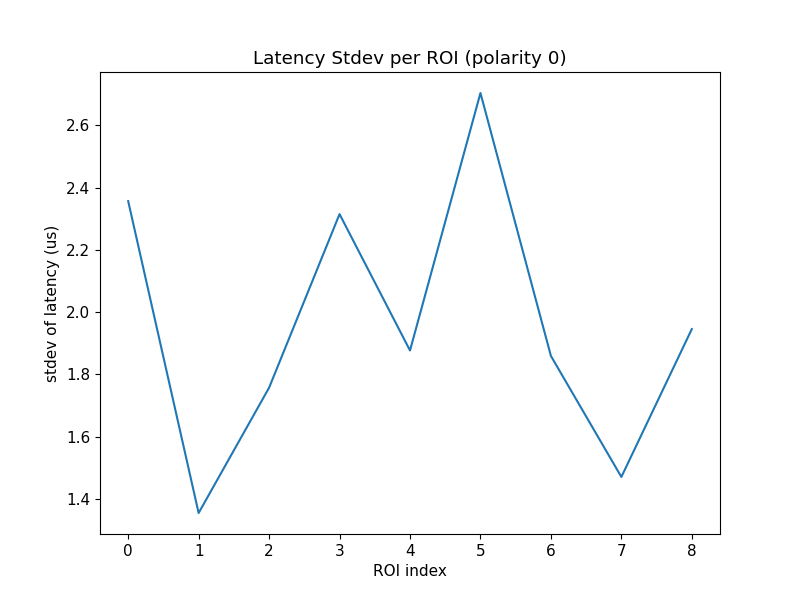 Latency Stdev per ROI (polarity 0)
stdev of latency (us)
2.6
2.4
2.2
2.0
1.8
1.6
1.4
0 1 2 3 4 5 6 7 8
ROI index